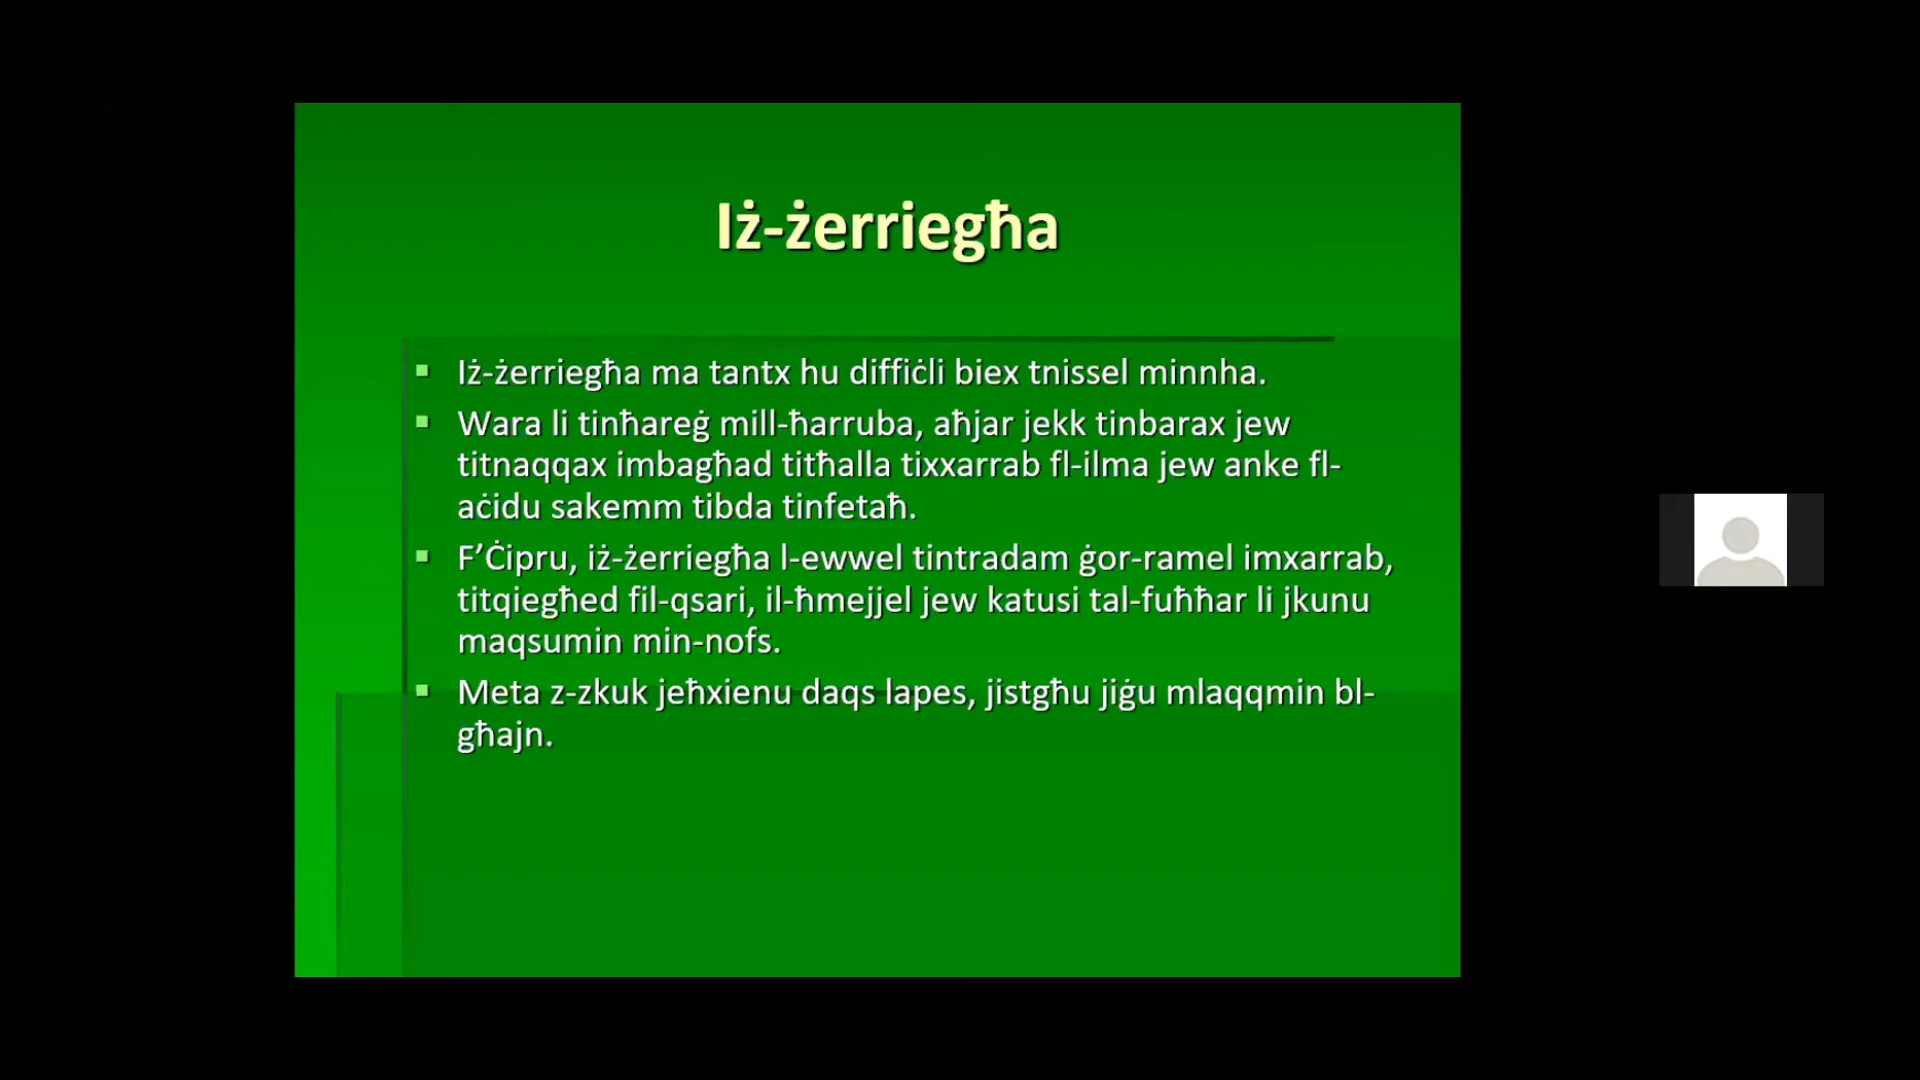 Iż-żerriegħa
▪ Iż-żerriegħa ma tantx hu diffiċli biex tnissel minnha.
▪ Wara li tinħareġ mill-ħarruba, aħjar jekk tinbarax jew
titnaqqax imbagħad titħalla tixxarrab fl-ilma jew anke fl-
aċidu sakemm tibda tinfetaħ.
▪ F’Ċipru, iż-żerriegħa l-ewwel tintradam ġor-ramel imxarrab,
titqiegħed fil-qsari, il-ħmejjel jew katusi tal-fuħħar li jkunu
maqsumin min-nofs.
▪ Meta z-zkuk jeħxienu daqs lapes, jistgħu jiġu mlaqqmin bl-
għajn.